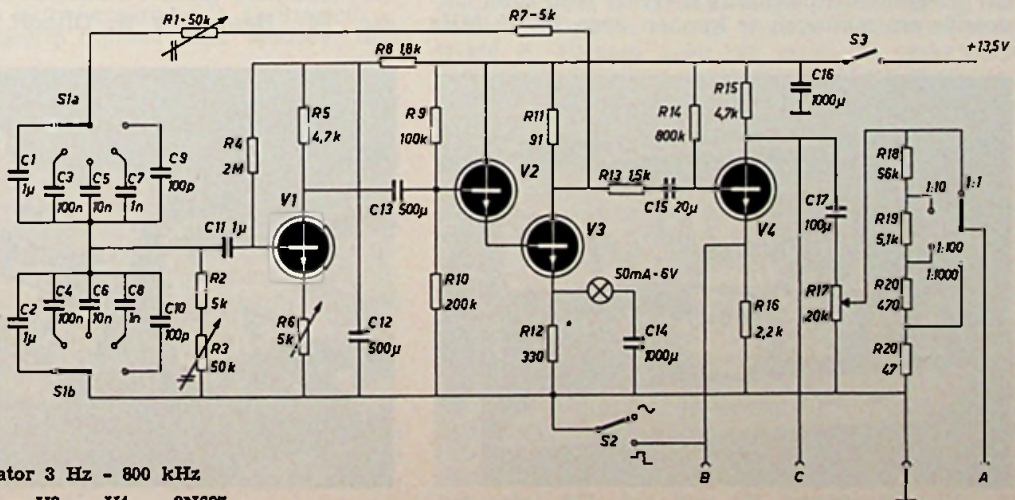 R1-50k
R7-5k
R8 1,8k
S3
+13,5V
S1a
C16
1000µ
R15
4,7k
R14
800k
R5
4,7k
R9
100k
R11
91
R4
2M
C1
1µ
C3
100n
C5
10n
C7
1n
C9
100p
V1
V2
C13 500µ
R13 1,5k
C15 20µ
V3
V4
C17
100µ
R18
56k
1:10
1:1
R19
5,1k
1:100
1:1000
C11 1µ
R2
5k
R3
50k
C2
1µ
C4
100n
C6
10n
C8
1n
C10
100p
S1b
R6
5k
C12
500µ
R10
200k
50mA-6V
R12
330
C14
1000µ
R16
2,2k
R17
20k
R20
470
R20
47
S2
B
C
A
ator 3 Hz - 800 kHz
V3 V4 2N697